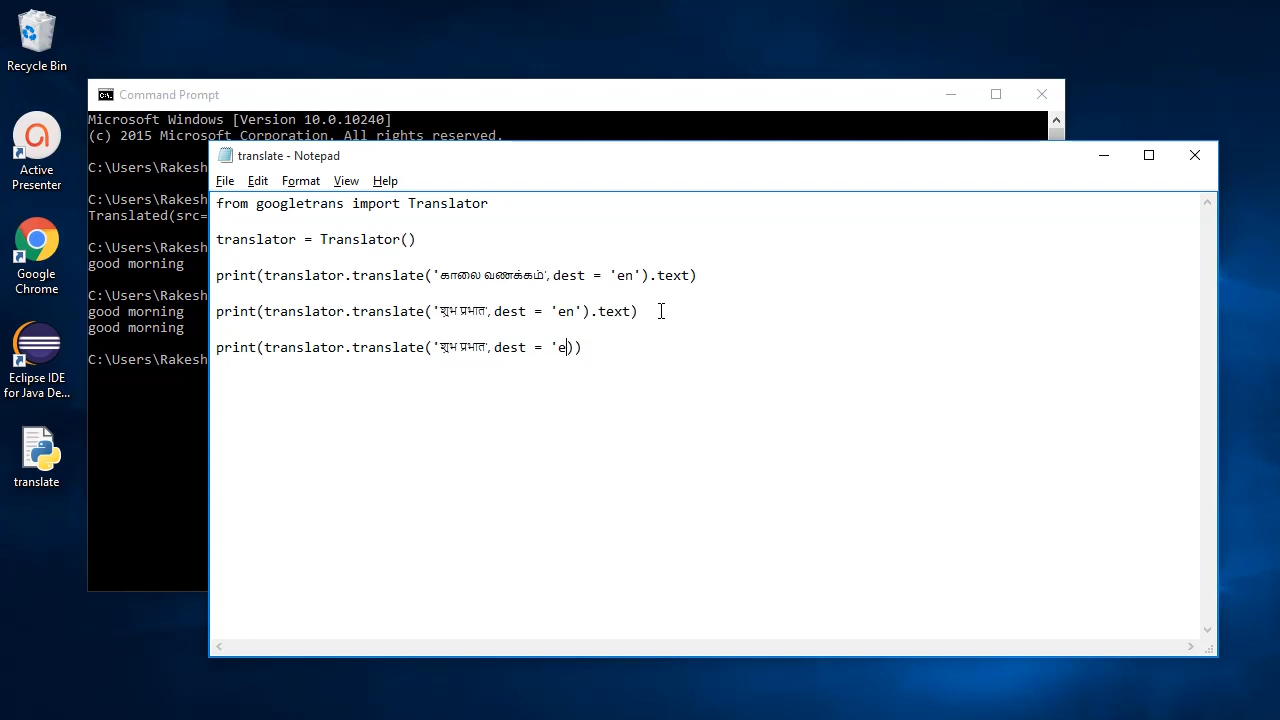 Recycle Bin
Active
Presenter
Google
Chrome
Eclipse IDE
for Java De...
translate
Command Prompt
Microsoft Windows [Version 10.0.10240]
(c) 2015 Microsoft Corporation. All rights reserved.
C:\Users\Rakesh
C:\Users\Rakesh
Translated(src=
C:\Users\Rakesh
good morning
C:\Users\Rakesh
good morning
good morning
C:\Users\Rakesh
translate - Notepad
File Edit Format View Help
from googletrans import Translator
translator = Translator()
print(translator.translate('காலை வணக்கம்', dest = 'en').text)
print(translator.translate('शुभ प्रभात', dest = 'en').text)
print(translator.translate('शुभ प्रभात', dest = 'e))